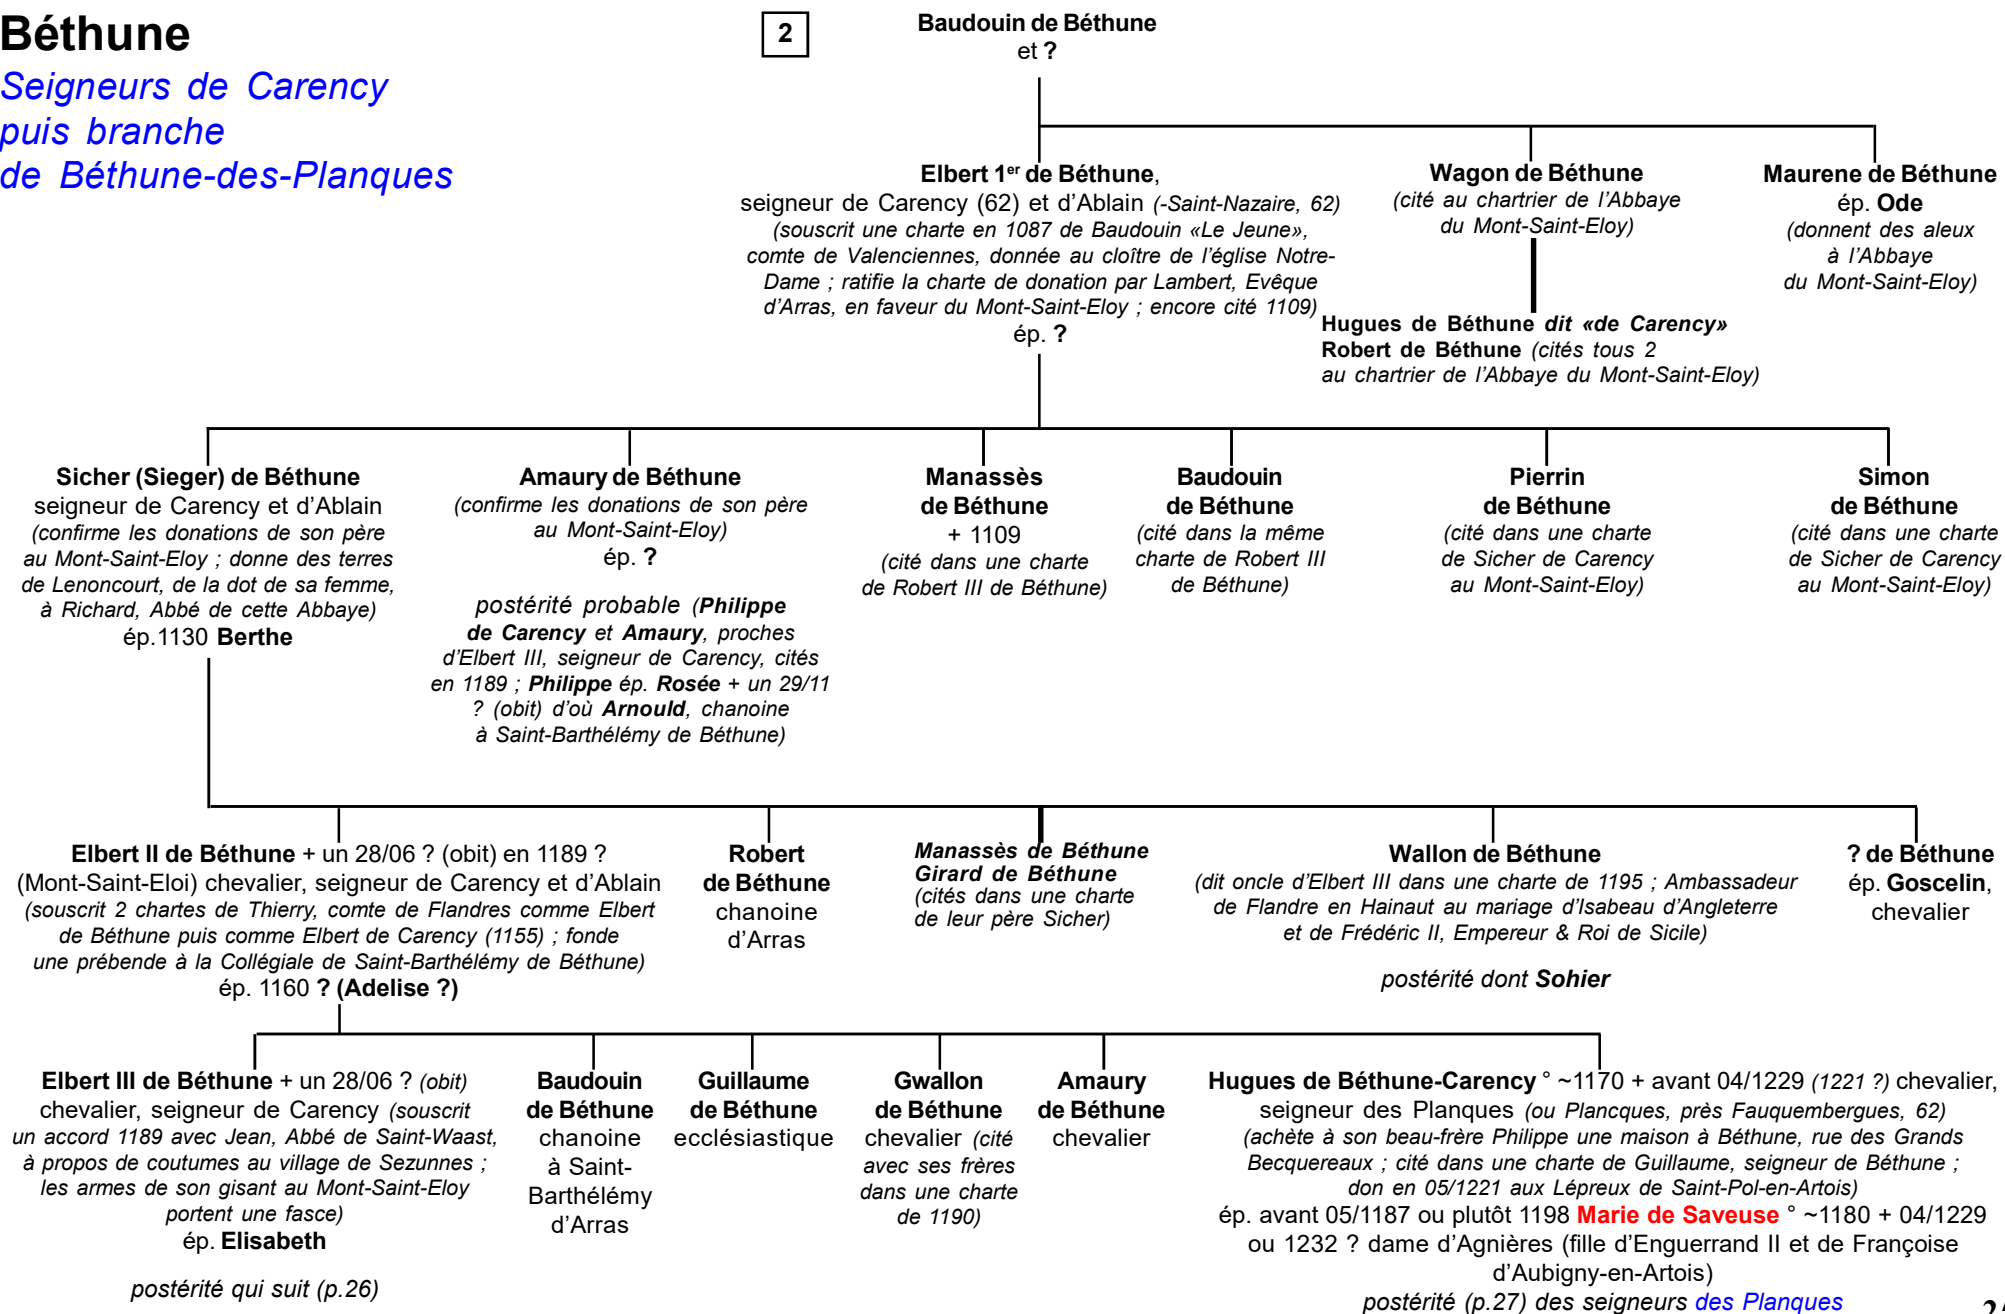 Béthune
Seigneurs de Carency
puis branche
de Béthune-des-Planques
2
Baudouin de Béthune
et ?
Elbert 1er de Béthune,
seigneur de Carency (62) et d'Ablain (-Saint-Nazaire, 62)
(souscrit une charte en 1087 de Baudouin «Le Jeune»,
comte de Valenciennes, donnée au cloître de l'église Notre-
Dame ; ratifie la charte de donation par Lambert, Evêque
d'Arras, en faveur du Mont-Saint-Eloy ; encore cité 1109)
ép. ?
Wagon de Béthune
(cité au chartrier de l'Abbaye
du Mont-Saint-Eloy)
Hugues de Béthune dit «de Carency»
Robert de Béthune (cités tous 2
au chartrier de l'Abbaye du Mont-Saint-Eloy)
Maurene de Béthune
ép. Ode
(donnent des aleux
à l'Abbaye
du Mont-Saint-Eloy)
Sicher (Sieger) de Béthune
seigneur de Carency et d'Ablain
(confirme les donations de son père
au Mont-Saint-Eloy ; donne des terres
de Lenoncourt, de la dot de sa femme,
à Richard, Abbé de cette Abbaye)
ép.1130 Berthe
Amaury de Béthune
(confirme les donations de son père
au Mont-Saint-Eloy)
ép. ?
postérité probable (Philippe
de Carency et Amaury, proches
d'Elbert III, seigneur de Carency, cités
en 1189 ; Philippe ép. Rosée + un 29/11
? (obit) d'où Arnould, chanoine
à Saint-Barthélémy de Béthune)
Manassès
de Béthune
+ 1109
(cité dans une charte
de Robert III de Béthune)
Baudouin
de Béthune
(cité dans la même
charte de Robert III
de Béthune)
Pierrin
de Béthune
(cité dans une charte
de Sicher de Carency
au Mont-Saint-Eloy)
Simon
de Béthune
(cité dans une charte
de Sicher de Carency
au Mont-Saint-Eloy)
Elbert II de Béthune + un 28/06 ? (obit) en 1189 ?
(Mont-Saint-Eloi) chevalier, seigneur de Carency et d'Ablain
(souscrit 2 chartes de Thierry, comte de Flandres comme Elbert
de Béthune puis comme Elbert de Carency (1155) ; fonde
une prébende à la Collégiale de Saint-Barthélémy de Béthune)
ép. 1160 ? (Adelise ?)
Robert
de Béthune
chanoine
d'Arras
Manassès de Béthune
Girard de Béthune
(cités dans une charte
de leur père Sicher)
Wallon de Béthune
(dit oncle d'Elbert III dans une charte de 1195 ; Ambassadeur
de Flandre en Hainaut au mariage d'Isabeau d'Angleterre
et de Frédéric II, Empereur & Roi de Sicile)
postérité dont Sohier
? de Béthune
ép. Goscelin,
chevalier
Elbert III de Béthune + un 28/06 ? (obit)
chevalier, seigneur de Carency (souscrit
un accord 1189 avec Jean, Abbé de Saint-Waast,
à propos de coutumes au village de Sezunnes ;
les armes de son gisant au Mont-Saint-Eloy
portent une fasce)
ép. Elisabeth
postérité qui suit (p.26)
Baudouin
de Béthune
chanoine
à Saint-
Barthélémy
d'Arras
Guillaume
de Béthune
ecclésiastique
Gwallon
de Béthune
chevalier (cité
avec ses frères
dans une charte
de 1190)
Amaury
de Béthune
chevalier
Hugues de Béthune-Carency ° ~1170 + avant 04/1229 (1221 ?) chevalier,
seigneur des Planques (ou Plancques, près Fauquembergues, 62)
(achète à son beau-frère Philippe une maison à Béthune, rue des Grands
Becquereaux ; cité dans une charte de Guillaume, seigneur de Béthune ;
don en 05/1221 aux Lépreux de Saint-Pol-en-Artois)
ép. avant 05/1187 ou plutôt 1198 Marie de Saveuse ° ~1180 + 04/1229
ou 1232 ? dame d'Agnières (fille d'Enguerrand II et de Françoise
d'Aubigny-en-Artois)
postérité (p.27) des seigneurs des Planques